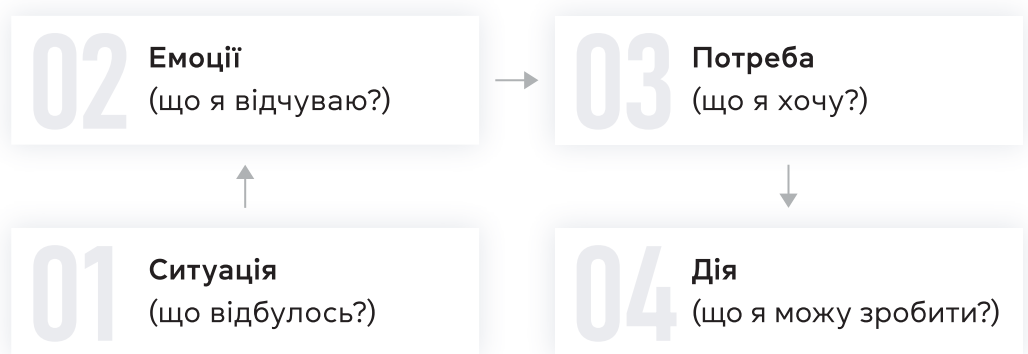 02 Емоції
(що я відчуваю?)
03 Потреба
(що я хочу?)
01 Ситуація
(що відбулось?)
04 Дія
(що я можу зробити?)